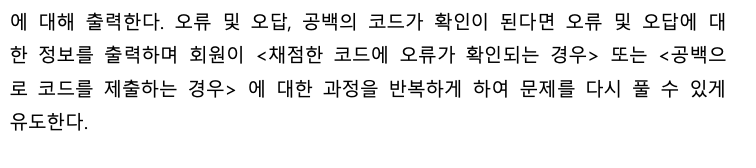 에 대해 출력한다. 오류 및 오답, 공백의 코드가 확인이 된다면 오류 및 오답에 대
한 정보를 출력하며 회원이 <채점한 코드에 오류가 확인되는 경우> 또는 <공백으
로 코드를 제출하는 경우> 에 대한 과정을 반복하게 하여 문제를 다시 풀 수 있게
유도한다.